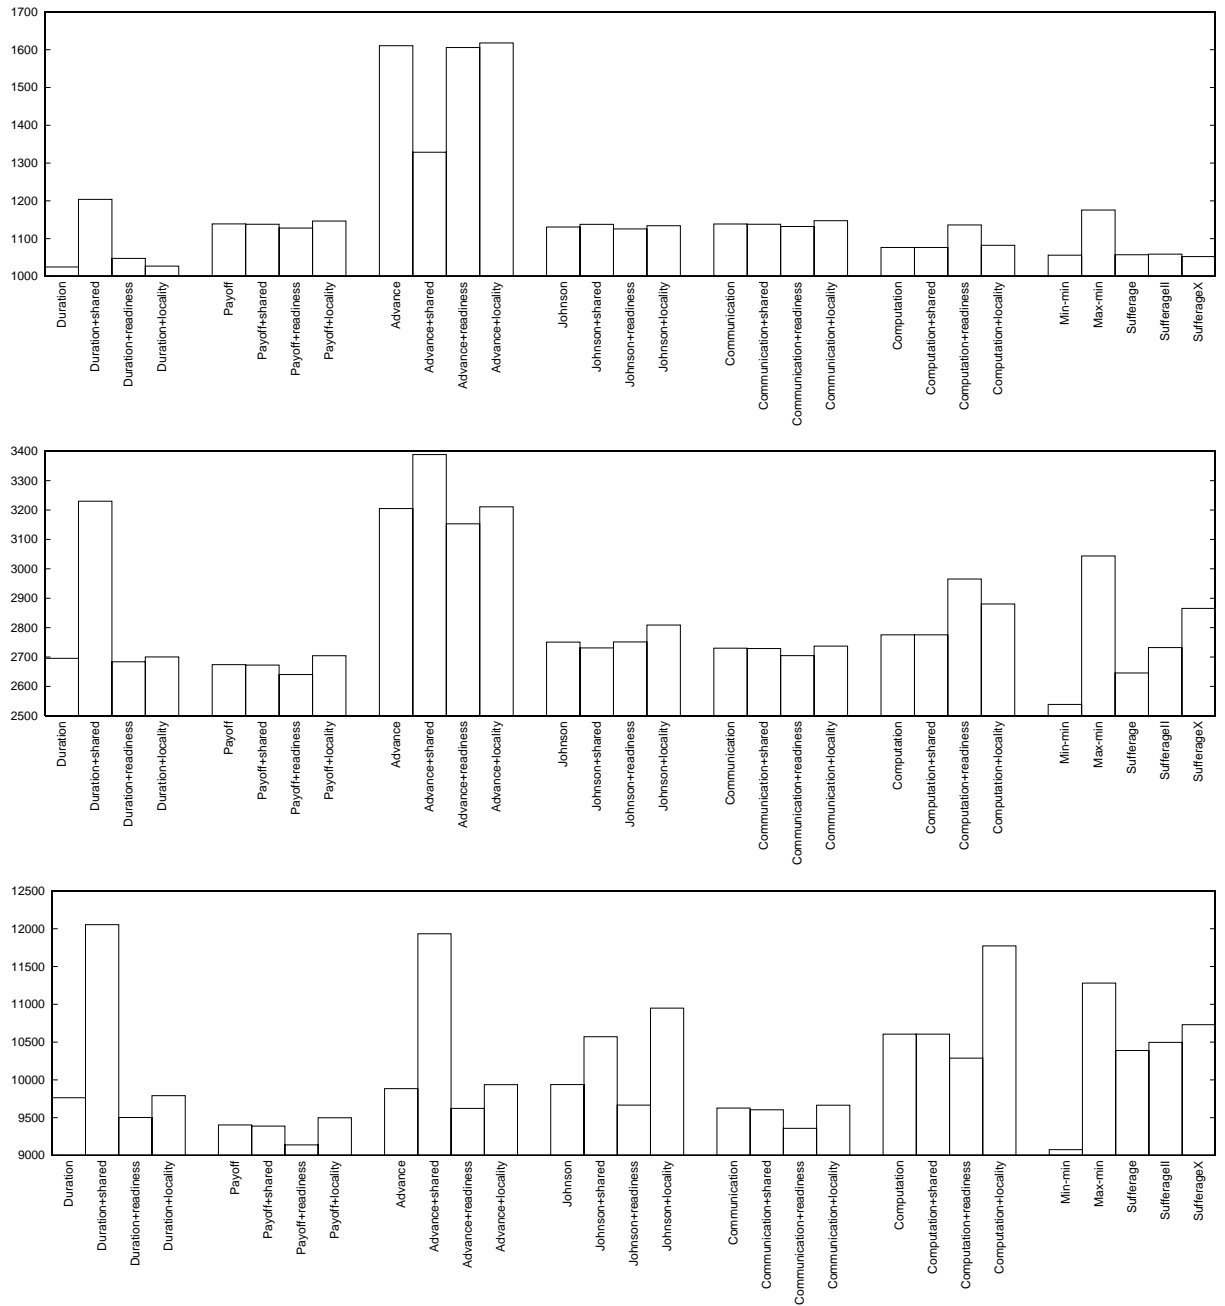 1700
1600
1500
1400
1300
1200
1100
1000
Duration
Duration+shared
Duration+readiness
Duration+locality
Payoff
Payoff+shared
Payoff+readiness
Payoff+locality
Advance
Advance+shared
Advance+readiness
Advance+locality
Johnson
Johnson+shared
Johnson+readiness
Johnson+locality
Communication
Communication+shared
Communication+readiness
Communication+locality
Computation
Computation+shared
Computation+readiness
Computation+locality
Min-min
Max-min
Sufferage
SufferageII
SufferageX
3400
3300
3200
3100
3000
2900
2800
2700
2600
2500
Duration
Duration+shared
Duration+readiness
Duration+locality
Payoff
Payoff+shared
Payoff+readiness
Payoff+locality
Advance
Advance+shared
Advance+readiness
Advance+locality
Johnson
Johnson+shared
Johnson+readiness
Johnson+locality
Communication
Communication+shared
Communication+readiness
Communication+locality
Computation
Computation+shared
Computation+readiness
Computation+locality
Min-min
Max-min
Sufferage
SufferageII
SufferageX
12500
12000
11500
11000
10500
10000
9500
9000
Duration
Duration+shared
Duration+readiness
Duration+locality
Payoff
Payoff+shared
Payoff+readiness
Payoff+locality
Advance
Advance+shared
Advance+readiness
Advance+locality
Johnson
Johnson+shared
Johnson+readiness
Johnson+locality
Communication
Communication+shared
Communication+readiness
Communication+locality
Computation
Computation+shared
Computation+readiness
Computation+locality
Min-min
Max-min
Sufferage
SufferageII
SufferageX